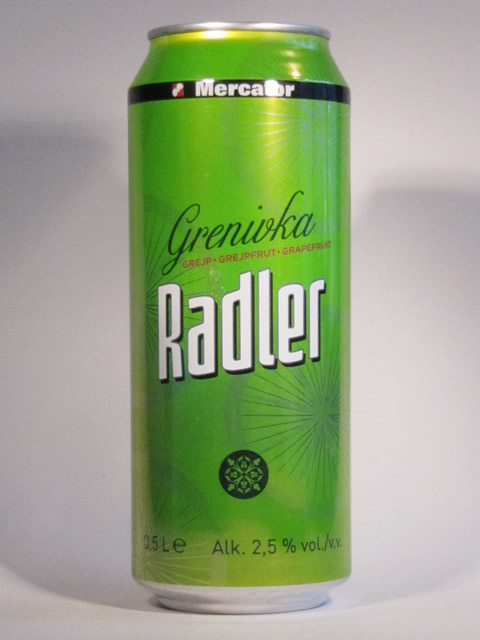 Mercator
Grenivka
GREJP • GREJPFRUT • GRAPEFRUIT
Radler
0,5 L e Alk. 2,5 % vol./v.v.